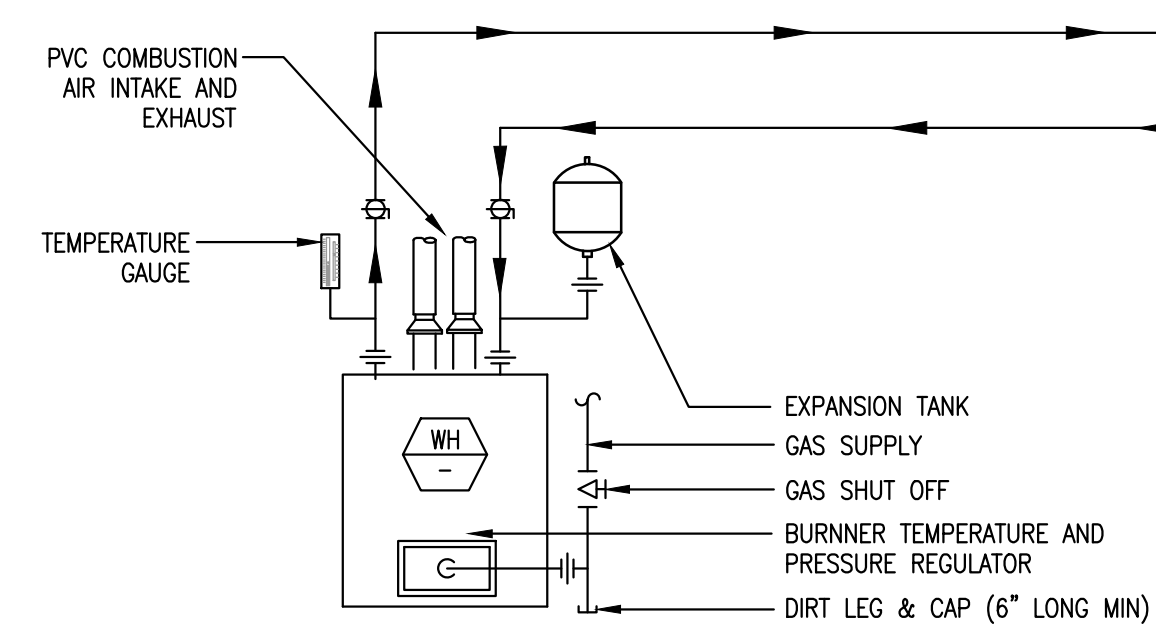 PVC COMBUSTION
AIR INTAKE AND
EXHAUST
TEMPERATURE
GAUGE
WH
-
EXPANSION TANK
GAS SUPPLY
GAS SHUT OFF
BURNNER TEMPERATURE AND
PRESSURE REGULATOR
DIRT LEG & CAP (6" LONG MIN)